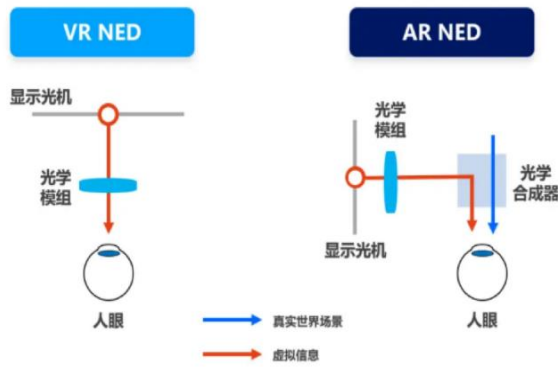 VR NED
AR NED
显示光机
光学
模组
人眼
光学
模组
光学
合成器
显示光机
人眼
真实世界场景
虚拟信息